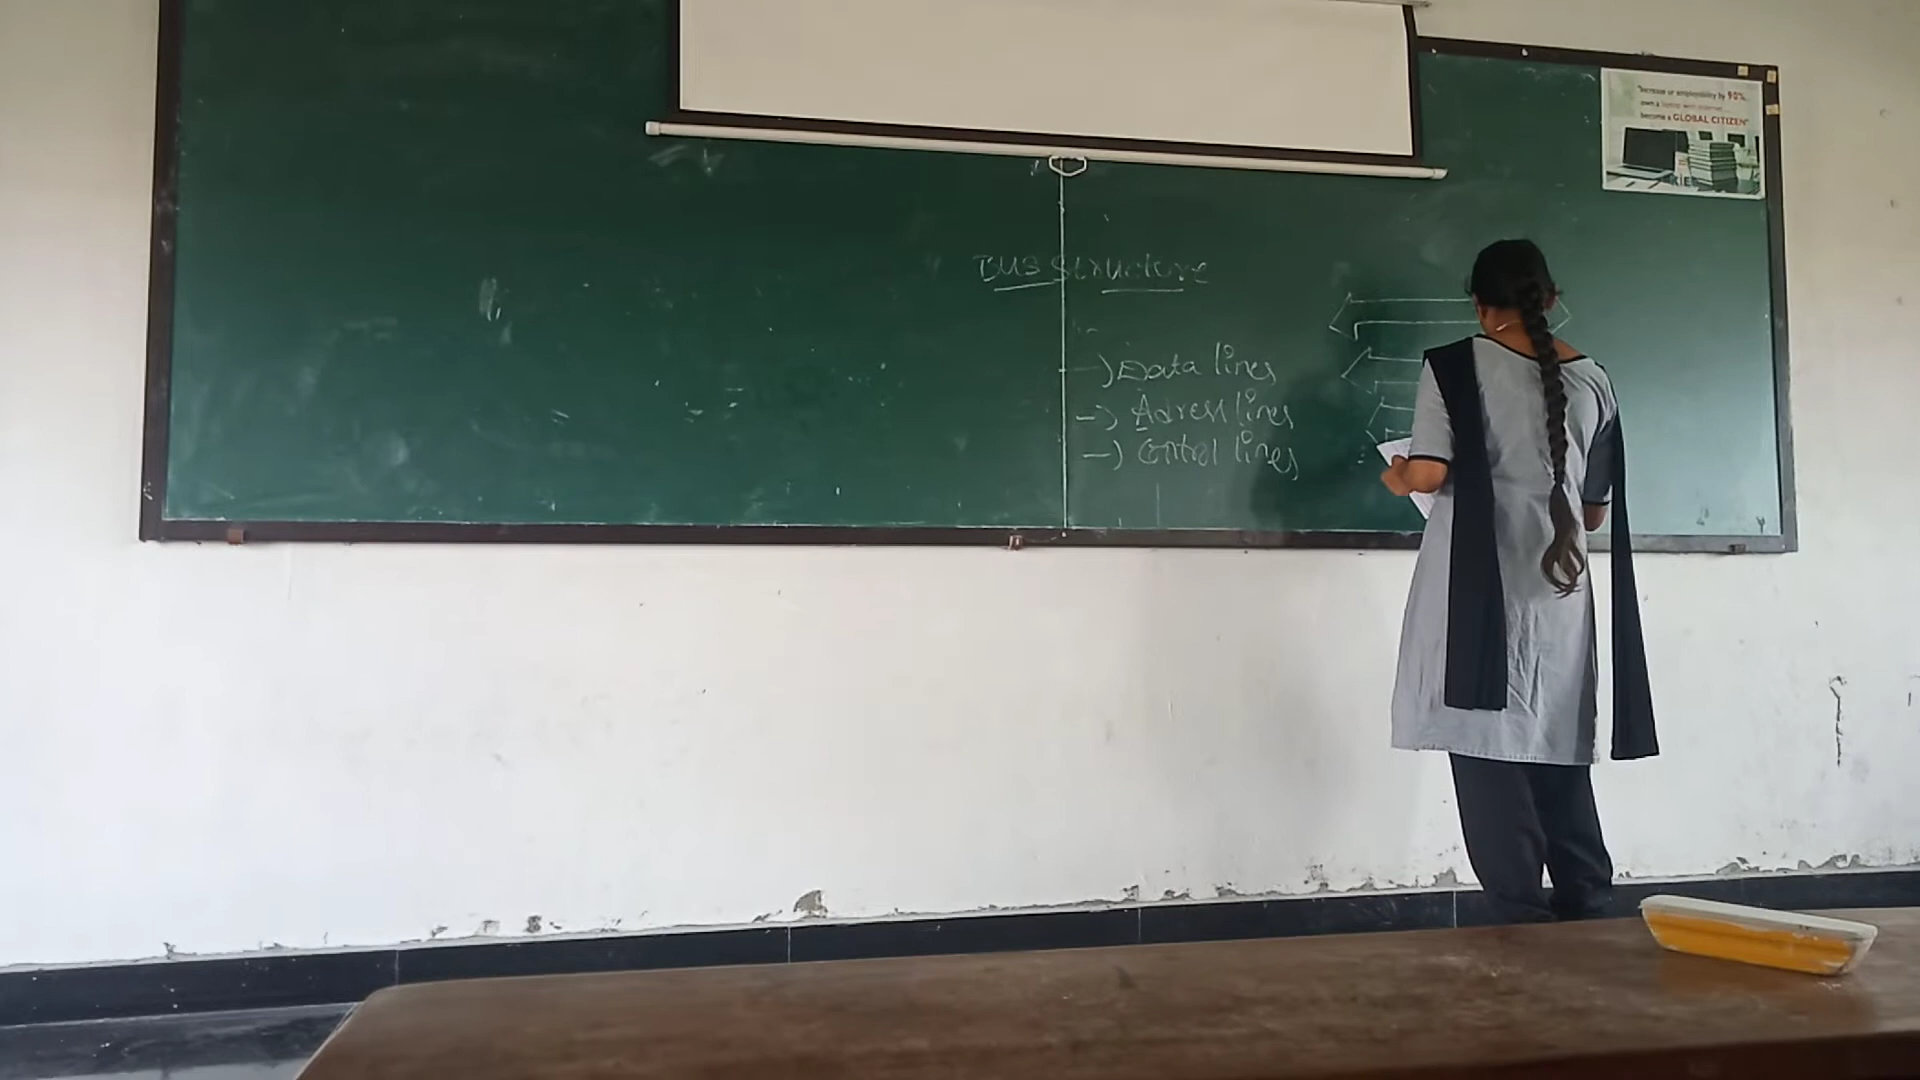 BUS structure
→ Data lines
→ Adress lines
→ Control lines
"Increase ur employability by 90%
own a laptop with internet
become a GLOBAL CITIZEN"